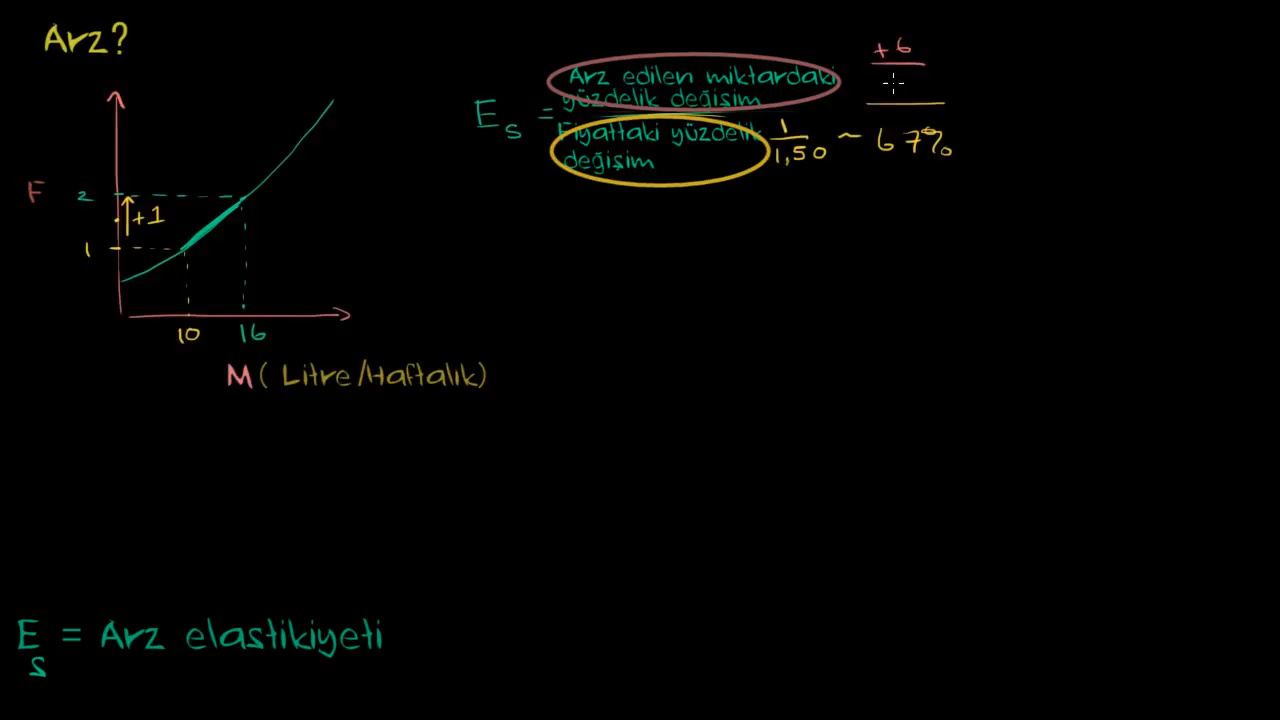 Arz?
+6
Arz edilen miktardaki
yüzdelik değişim
E s =
Fiyattaki yüzdelik
değişim
1
1,50
~ 67%
F
2
+1
1
10 16
M ( Litre/Haftalık)
E s = Arz elastikiyeti